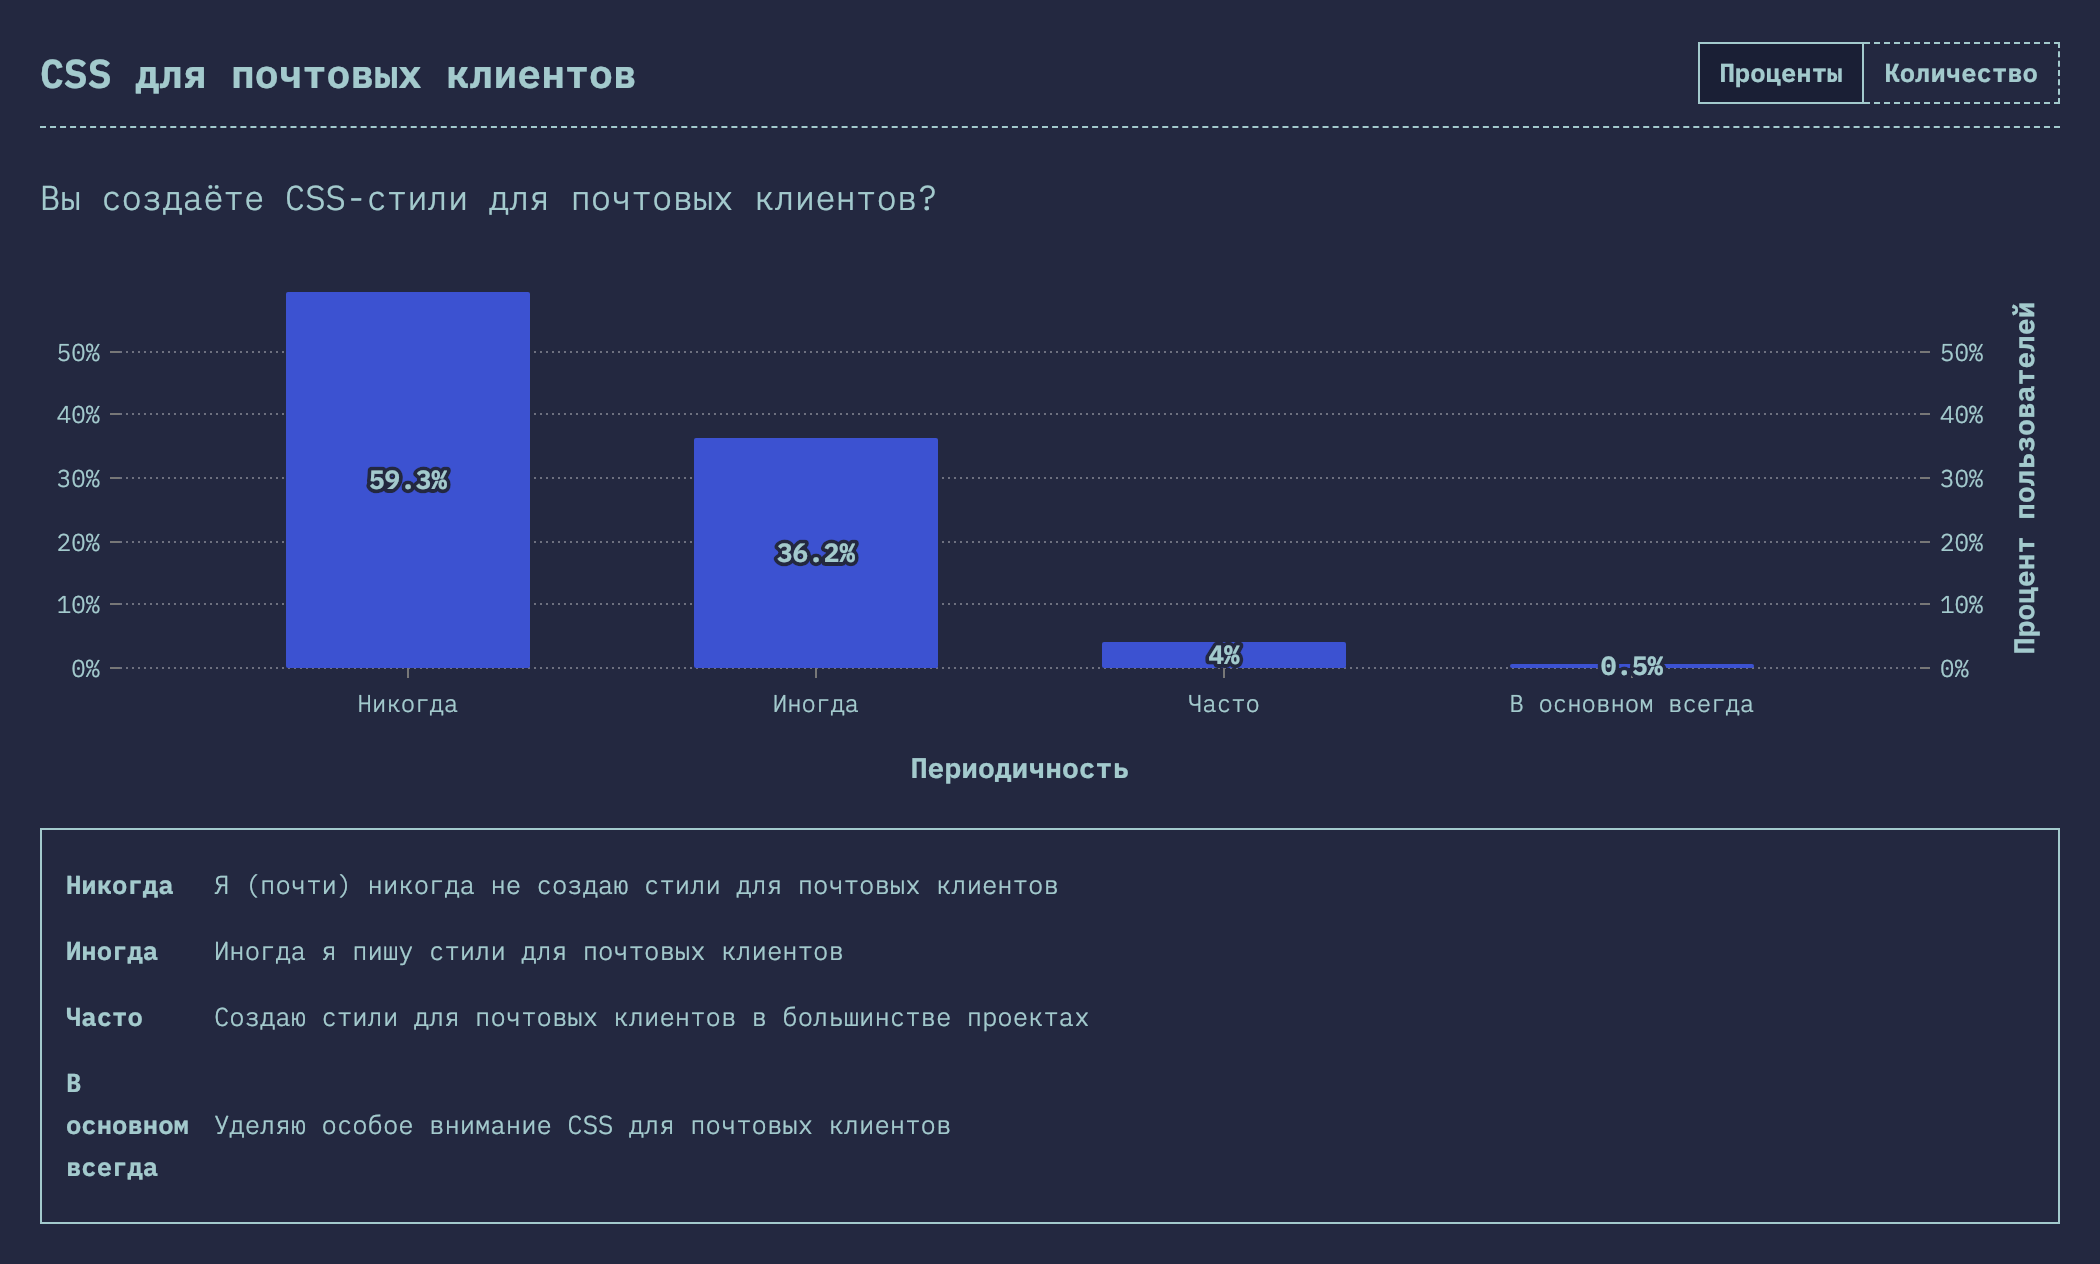 CSS для почтовых клиентов
Проценты Количество
Вы создаёте CSS-стили для почтовых клиентов?
50% 50%
40% 40%
30% 30%
20% 20%
10% 10%
0% 0%
59.3%
36.2%
4%
0.5%
Процент пользователей
Никогда Иногда Часто В основном всегда
Периодичность
Никогда Я (почти) никогда не создаю стили для почтовых клиентов
Иногда Иногда я пишу стили для почтовых клиентов
Часто Создаю стили для почтовых клиентов в большинстве проектах
В
основном Уделяю особое внимание CSS для почтовых клиентов
всегда